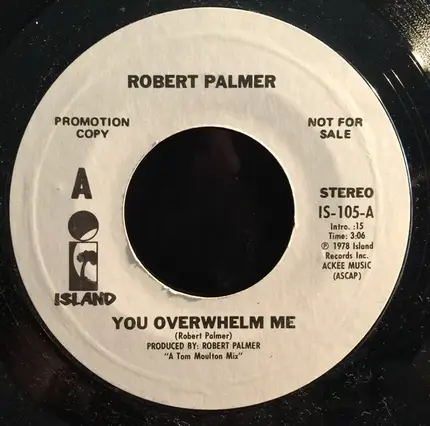 ROBERT PALMER
PROMOTION
COPY
NOT FOR
SALE
A
STEREO
IS-105-A
Intro. :15
Time: 3:06
℗ 1978 Island
Records Inc.
ACKEE MUSIC
(ASCAP)
ISLAND
YOU OVERWHELM ME
(Robert Palmer)
PRODUCED BY: ROBERT PALMER
"A Tom Moulton Mix"